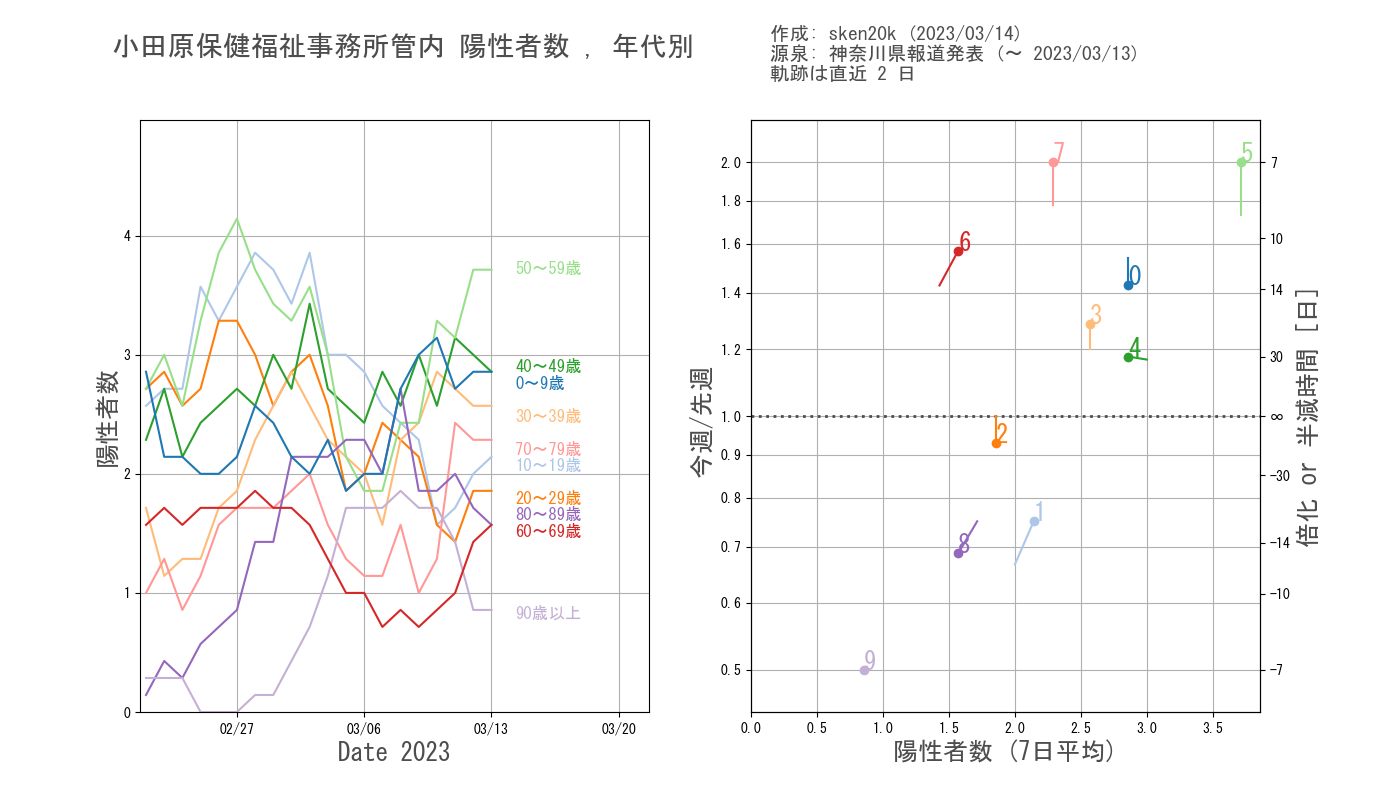 小田原保健福祉事務所管内 陽性者数 , 年代別
作成: sken20k (2023/03/14)
源泉: 神奈川県報道発表 (〜 2023/03/13)
軌跡は直近 2 日
陽性者数
4
3
2
1
0
50〜59歳
40〜49歳
0〜9歳
30〜39歳
70〜79歳
10〜19歳
20〜29歳
80〜89歳
60〜69歳
90歳以上
02/27
03/06
03/13
03/20
Date 2023
今週/先週
2.0
1.8
1.6
1.4
1.2
1.0
0.9
0.8
0.7
0.6
0.5
7
5
6
0
3
4
2
1
8
9
7
10
14
30
∞
−30
−14
−10
−7
倍化 or 半減時間 [日]
0.0
0.5
1.0
1.5
2.0
2.5
3.0
3.5
陽性者数 (7日平均)